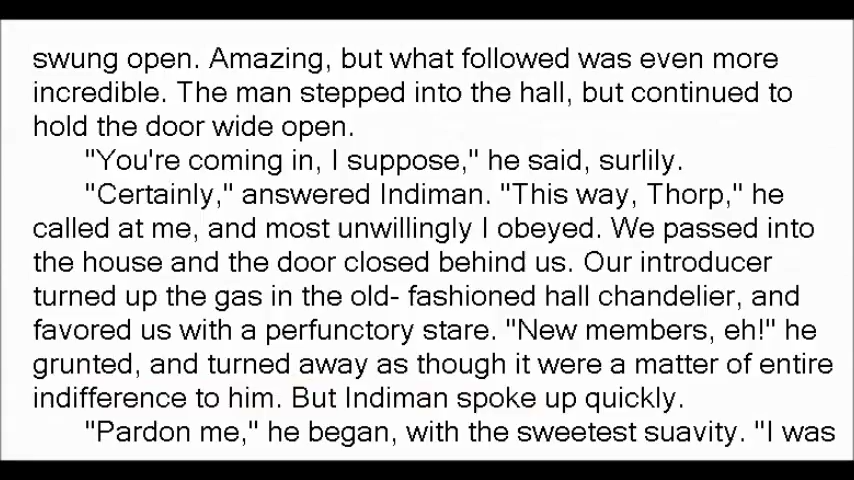 swung open. Amazing, but what followed was even more
incredible. The man stepped into the hall, but continued to
hold the door wide open.
"You're coming in, I suppose," he said, surlily.
"Certainly," answered Indiman. "This way, Thorp," he
called at me, and most unwillingly I obeyed. We passed into
the house and the door closed behind us. Our introducer
turned up the gas in the old- fashioned hall chandelier, and
favored us with a perfunctory stare. "New members, eh!" he
grunted, and turned away as though it were a matter of entire
indifference to him. But Indiman spoke up quickly.
"Pardon me," he began, with the sweetest suavity. "I was